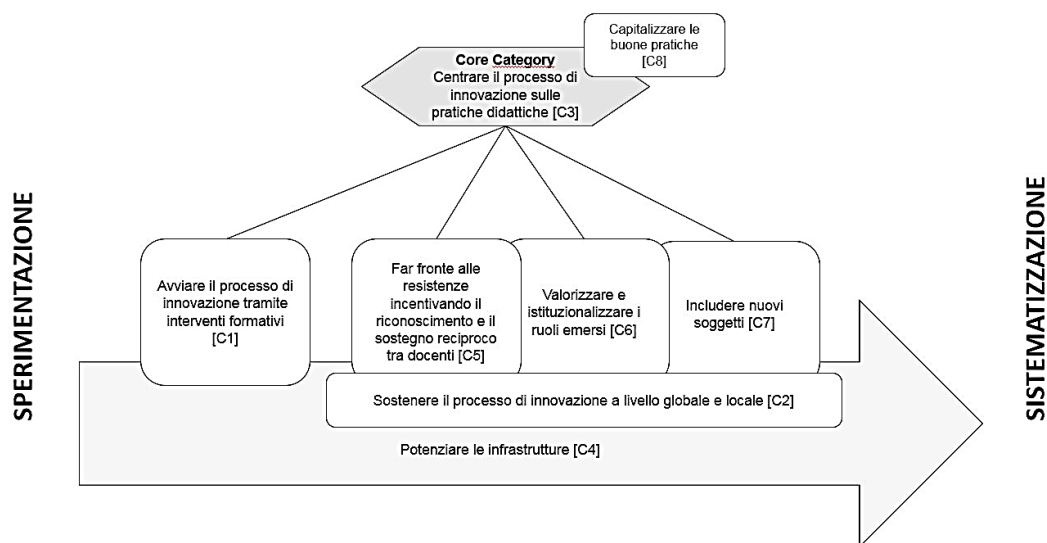 Capitalizzare le
buone pratiche
[C8]
Core Category
Centrare il processo di
innovazione sulle
pratiche didattiche [C3]
SPERIMENTAZIONE
Avviare il processo di
innovazione tramite
interventi formativi
[C1]
Far fronte alle
resistenze
incentivando il
riconoscimento e il
sostegno reciproco
tra docenti [C5]
Valorizzare e
istituzionalizzare i
ruoli emersi [C6]
Includere nuovi
soggetti [C7]
Sostenere il processo di innovazione a livello globale e locale [C2]
Potenziare le infrastrutture [C4]
SISTEMATIZZAZIONE